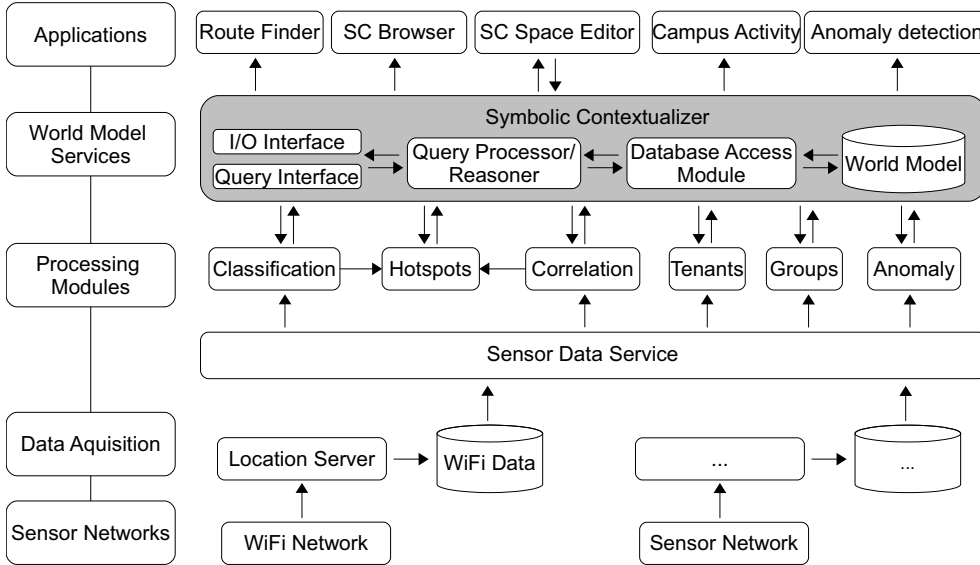 Applications
Route Finder
SC Browser
SC Space Editor
Campus Activity
Anomaly detection
World Model
Services
Symbolic Contextualizer
I/O Interface
Query Interface
Query Processor/
Reasoner
Database Access
Module
World Model
Processing
Modules
Classification
Hotspots
Correlation
Tenants
Groups
Anomaly
Sensor Data Service
Data Aquisition
Location Server
WiFi Data
...
...
Sensor Networks
WiFi Network
Sensor Network